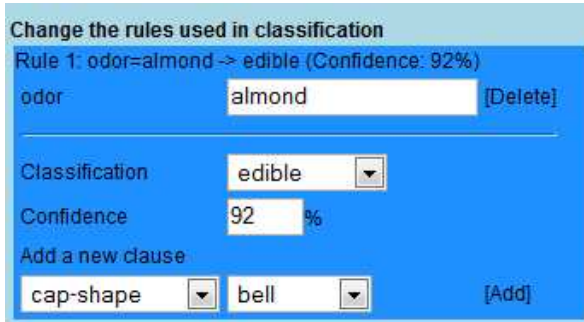 Change the rules used in classification
Rule 1: odor=almond -> edible (Confidence: 92%)
odor almond [Delete]
Classification edible
Confidence 92 %
Add a new clause
cap-shape bell [Add]